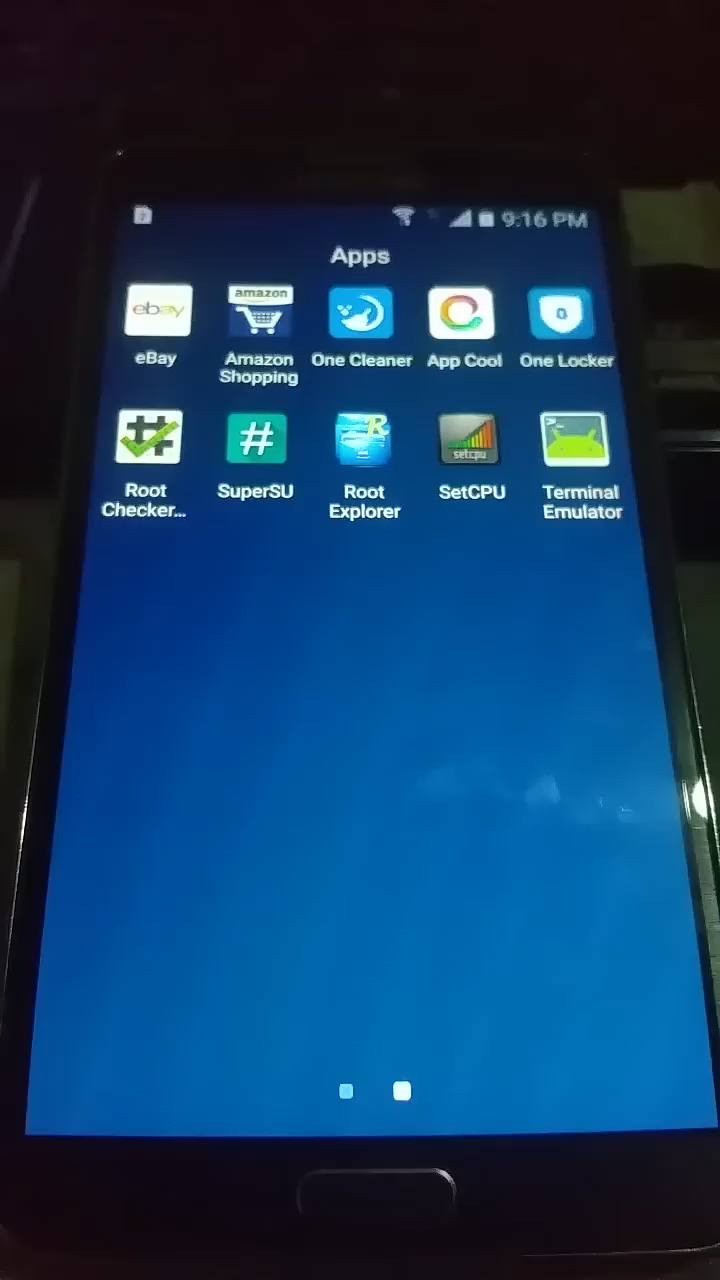 9:16 PM
Apps
ebay
amazon
eBay
Amazon
Shopping
One Cleaner
App Cool
One Locker
#
R
setcpu
>_
Root
Checker...
SuperSU
Root
Explorer
SetCPU
Terminal
Emulator